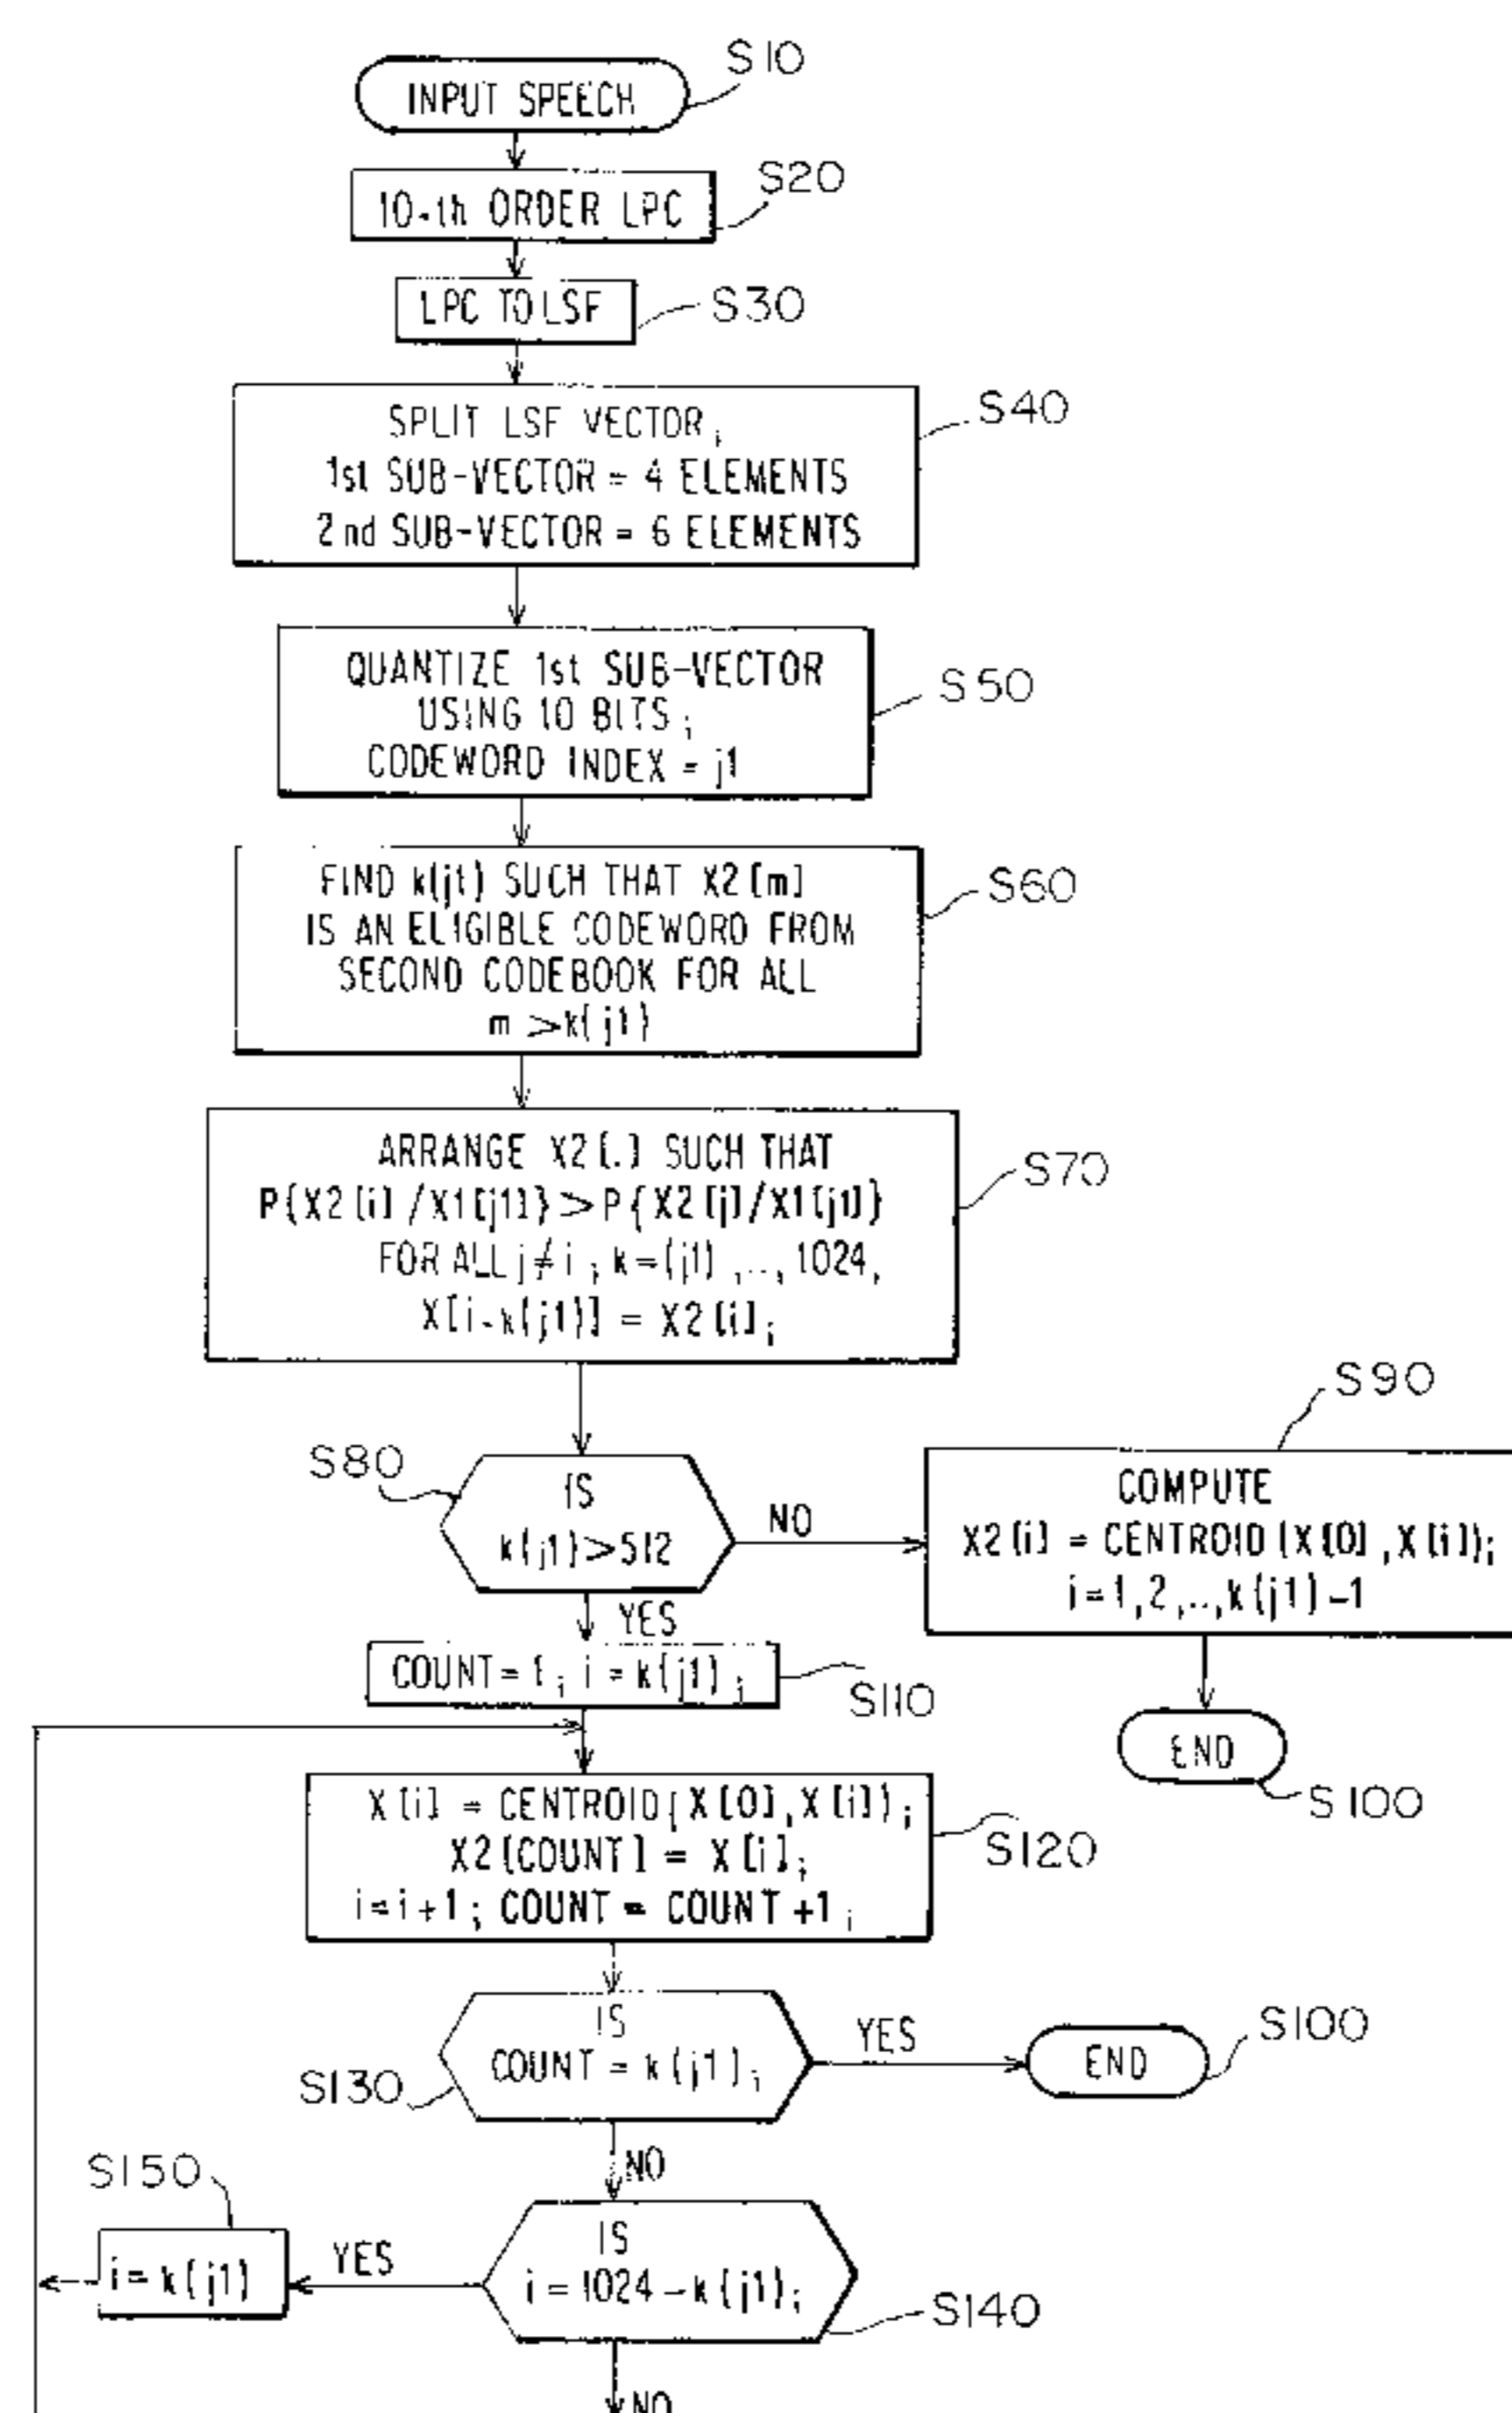 S10
INPUT SPEECH
S20
10-th ORDER LPC
S30
LPC TO LSF
S40
SPLIT LSF VECTOR;
1st SUB-VECTOR = 4 ELEMENTS
2nd SUB-VECTOR = 6 ELEMENTS
S50
QUANTIZE 1st SUB-VECTOR
USING 10 BITS;
CODEWORD INDEX = j1
S60
FIND k(j1) SUCH THAT X2[m]
IS AN ELIGIBLE CODEWORD FROM
SECOND CODEBOOK FOR ALL
m > k(j1)
S70
ARRANGE X2[.] SUCH THAT
P{X2[i]/X1[j1]} > P{X2[j]/X1[j1]}
FOR ALL j ≠ i; k = (j1),..,1024,
X[i-k(j1)] = X2[i];
S80
IS
k(j1) > 512
NO
S90
COMPUTE
X2[i] = CENTROID(X[0],X[i]);
i=1,2,..,k(j1)-1
YES
COUNT = 1; i = k(j1);
S110
END
S100
X[i] = CENTROID(X[0],X[i]);
X2[COUNT] = X[i];
i=i+1; COUNT = COUNT+1;
S120
IS
COUNT = k(j1);
S130
YES
END
S100
NO
S150
i = k(j1)
YES
IS
i = 1024-k(j1);
S140
NO